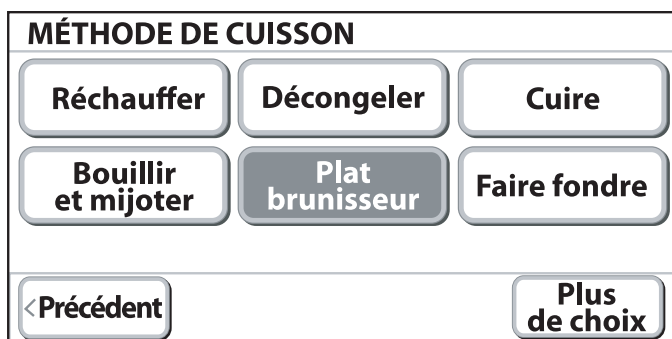 MÉTHODE DE CUISSON
Réchauffer
Décongeler
Cuire
Bouillir
et mijoter
Plat
brunisseur
Faire fondre
<Précédent
Plus
de choix